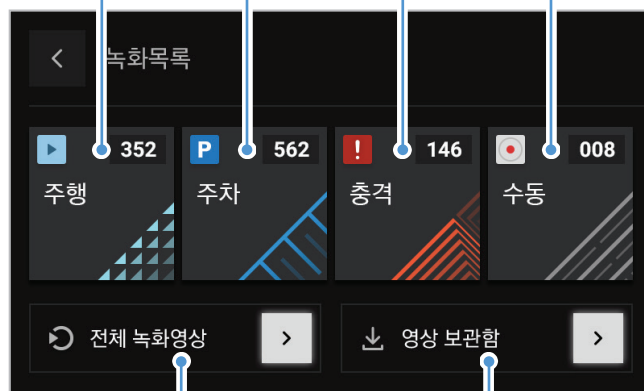 녹화목록
352
P 562
! 146
008
주행
주차
충격
수동
전체 녹화영상
영상 보관함